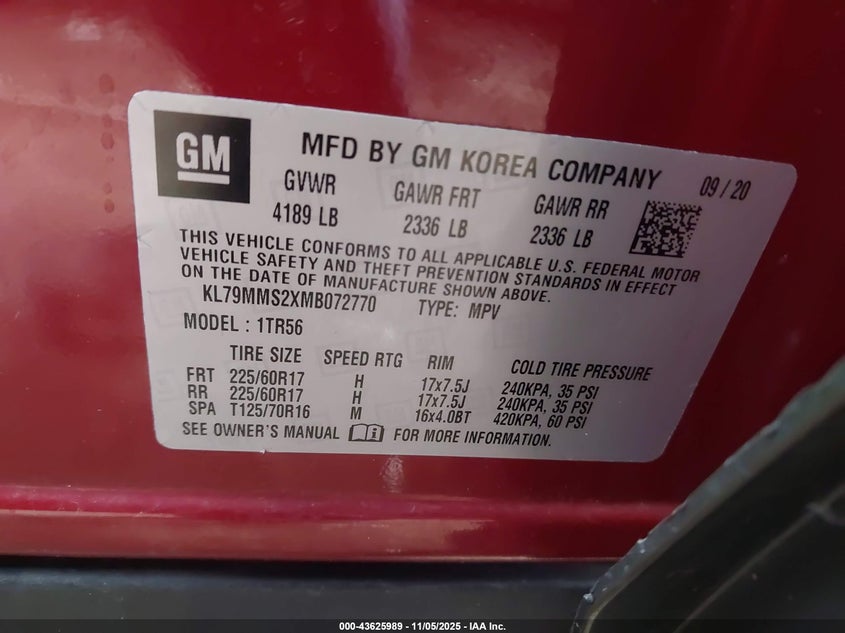 GM
MFD BY GM KOREA COMPANY 09/20
GVWR GAWR FRT GAWR RR
4189 LB 2336 LB 2336 LB
THIS VEHICLE CONFORMS TO ALL APPLICABLE U.S. FEDERAL MOTOR
VEHICLE SAFETY AND THEFT PREVENTION STANDARDS IN EFFECT
ON THE DATE OF MANUFACTURE SHOWN ABOVE.
KL79MMS2XMB072770 TYPE: MPV
MODEL : 1TR56
TIRE SIZE SPEED RTG RIM COLD TIRE PRESSURE
FRT 225/60R17 H 17x7.5J 240KPA, 35 PSI
RR 225/60R17 H 17x7.5J 240KPA, 35 PSI
SPA T125/70R16 M 16x4.0BT 420KPA, 60 PSI
SEE OWNER'S MANUAL FOR MORE INFORMATION.
000-43625989 - 11/05/2025 - IAA Inc.